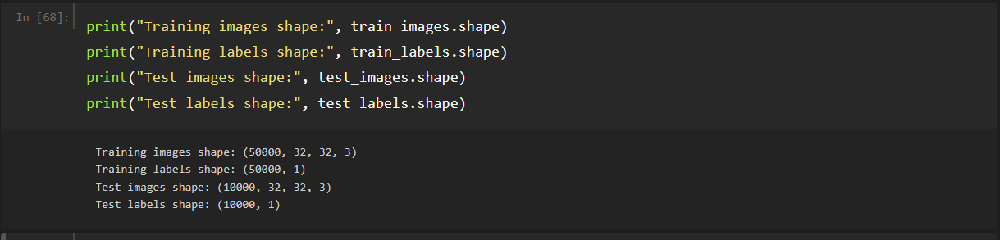 In [68]:
print("Training images shape:", train_images.shape)
print("Training labels shape:", train_labels.shape)
print("Test images shape:", test_images.shape)
print("Test labels shape:", test_labels.shape)
Training images shape: (50000, 32, 32, 3)
Training labels shape: (50000, 1)
Test images shape: (10000, 32, 32, 3)
Test labels shape: (10000, 1)